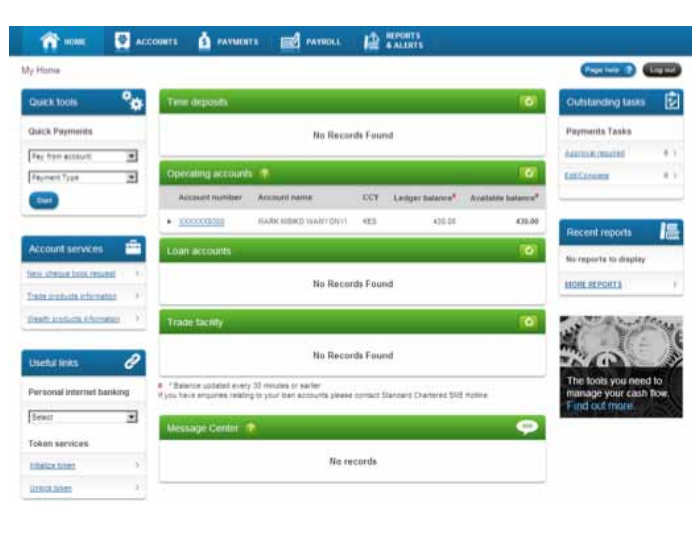 HOME
ACCOUNTS
PAYMENTS
PAYROLL
REPORTS
& ALERTS
My Home
Page help ?
Log out
Quick tools
Quick Payments
Pay from account
Payment Type
Start
Account services
New cheque book request
Trade products information
Wealth products information
Useful links
Personal internet banking
Select
Token services
Initialize token
Unlock token
Time deposits
No Records Found
Operating accounts ?
Account number Account name CCY Ledger balance# Available balance#
430.00 430.00
Loan accounts
No Records Found
Trade facility
No Records Found
# * Balance updated every 30 minutes or earlier
If you have enquiries relating to your loan accounts please contact Standard Chartered SME Hotline.
Message Center ?
No records
Outstanding tasks
Payments Tasks
Approval required 0
Edit/Complete 0
Recent reports
No reports to display
MORE REPORTS
The tools you need to
manage your cash flow.
Find out more.